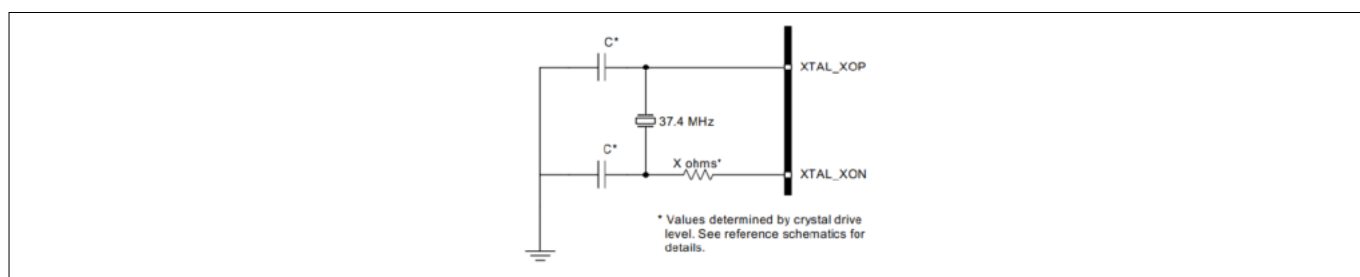 C*
XTAL_XOP
37.4 MHz
C*
X ohms*
XTAL_XON
* Values determined by crystal drive
level. See reference schematics for
details.